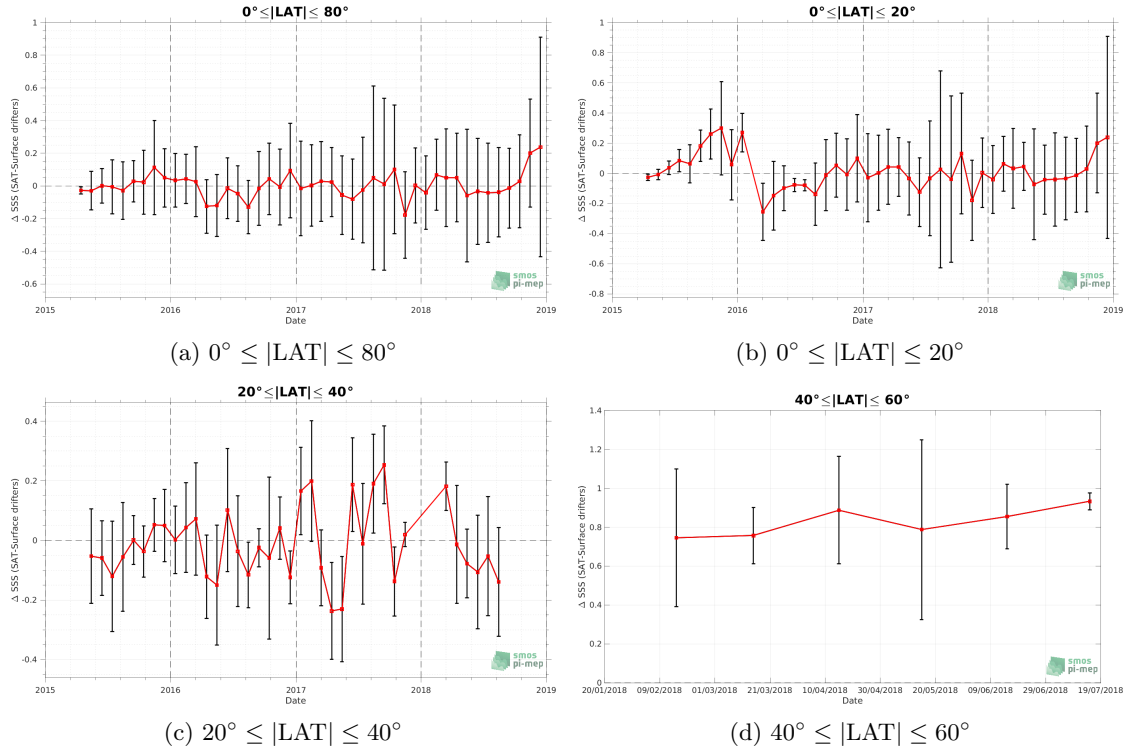 0°≤|LAT|≤ 80°
Δ SSS (SAT-Surface drifters)
1
0.8
0.6
0.4
0.2
0
-0.2
-0.4
-0.6
2015 2016 2017 2018 2019
Date
smos
pi-mep
(a) 0° ≤ |LAT| ≤ 80°
0°≤|LAT|≤ 20°
Δ SSS (SAT-Surface drifters)
1
0.8
0.6
0.4
0.2
0
-0.2
-0.4
-0.6
-0.8
2015 2016 2017 2018 2019
Date
smos
pi-mep
(b) 0° ≤ |LAT| ≤ 20°
20°≤|LAT|≤ 40°
Δ SSS (SAT-Surface drifters)
0.4
0.2
0
-0.2
-0.4
2015 2016 2017 2018 2019
Date
smos
pi-mep
(c) 20° ≤ |LAT| ≤ 40°
40°≤|LAT|≤ 60°
Δ SSS (SAT-Surface drifters)
1.4
1.2
1
0.8
0.6
0.4
0.2
0
20/01/2018 09/02/2018 01/03/2018 21/03/2018 10/04/2018 30/04/2018 20/05/2018 09/06/2018 29/06/2018 19/07/2018
Date
smos
pi-mep
(d) 40° ≤ |LAT| ≤ 60°